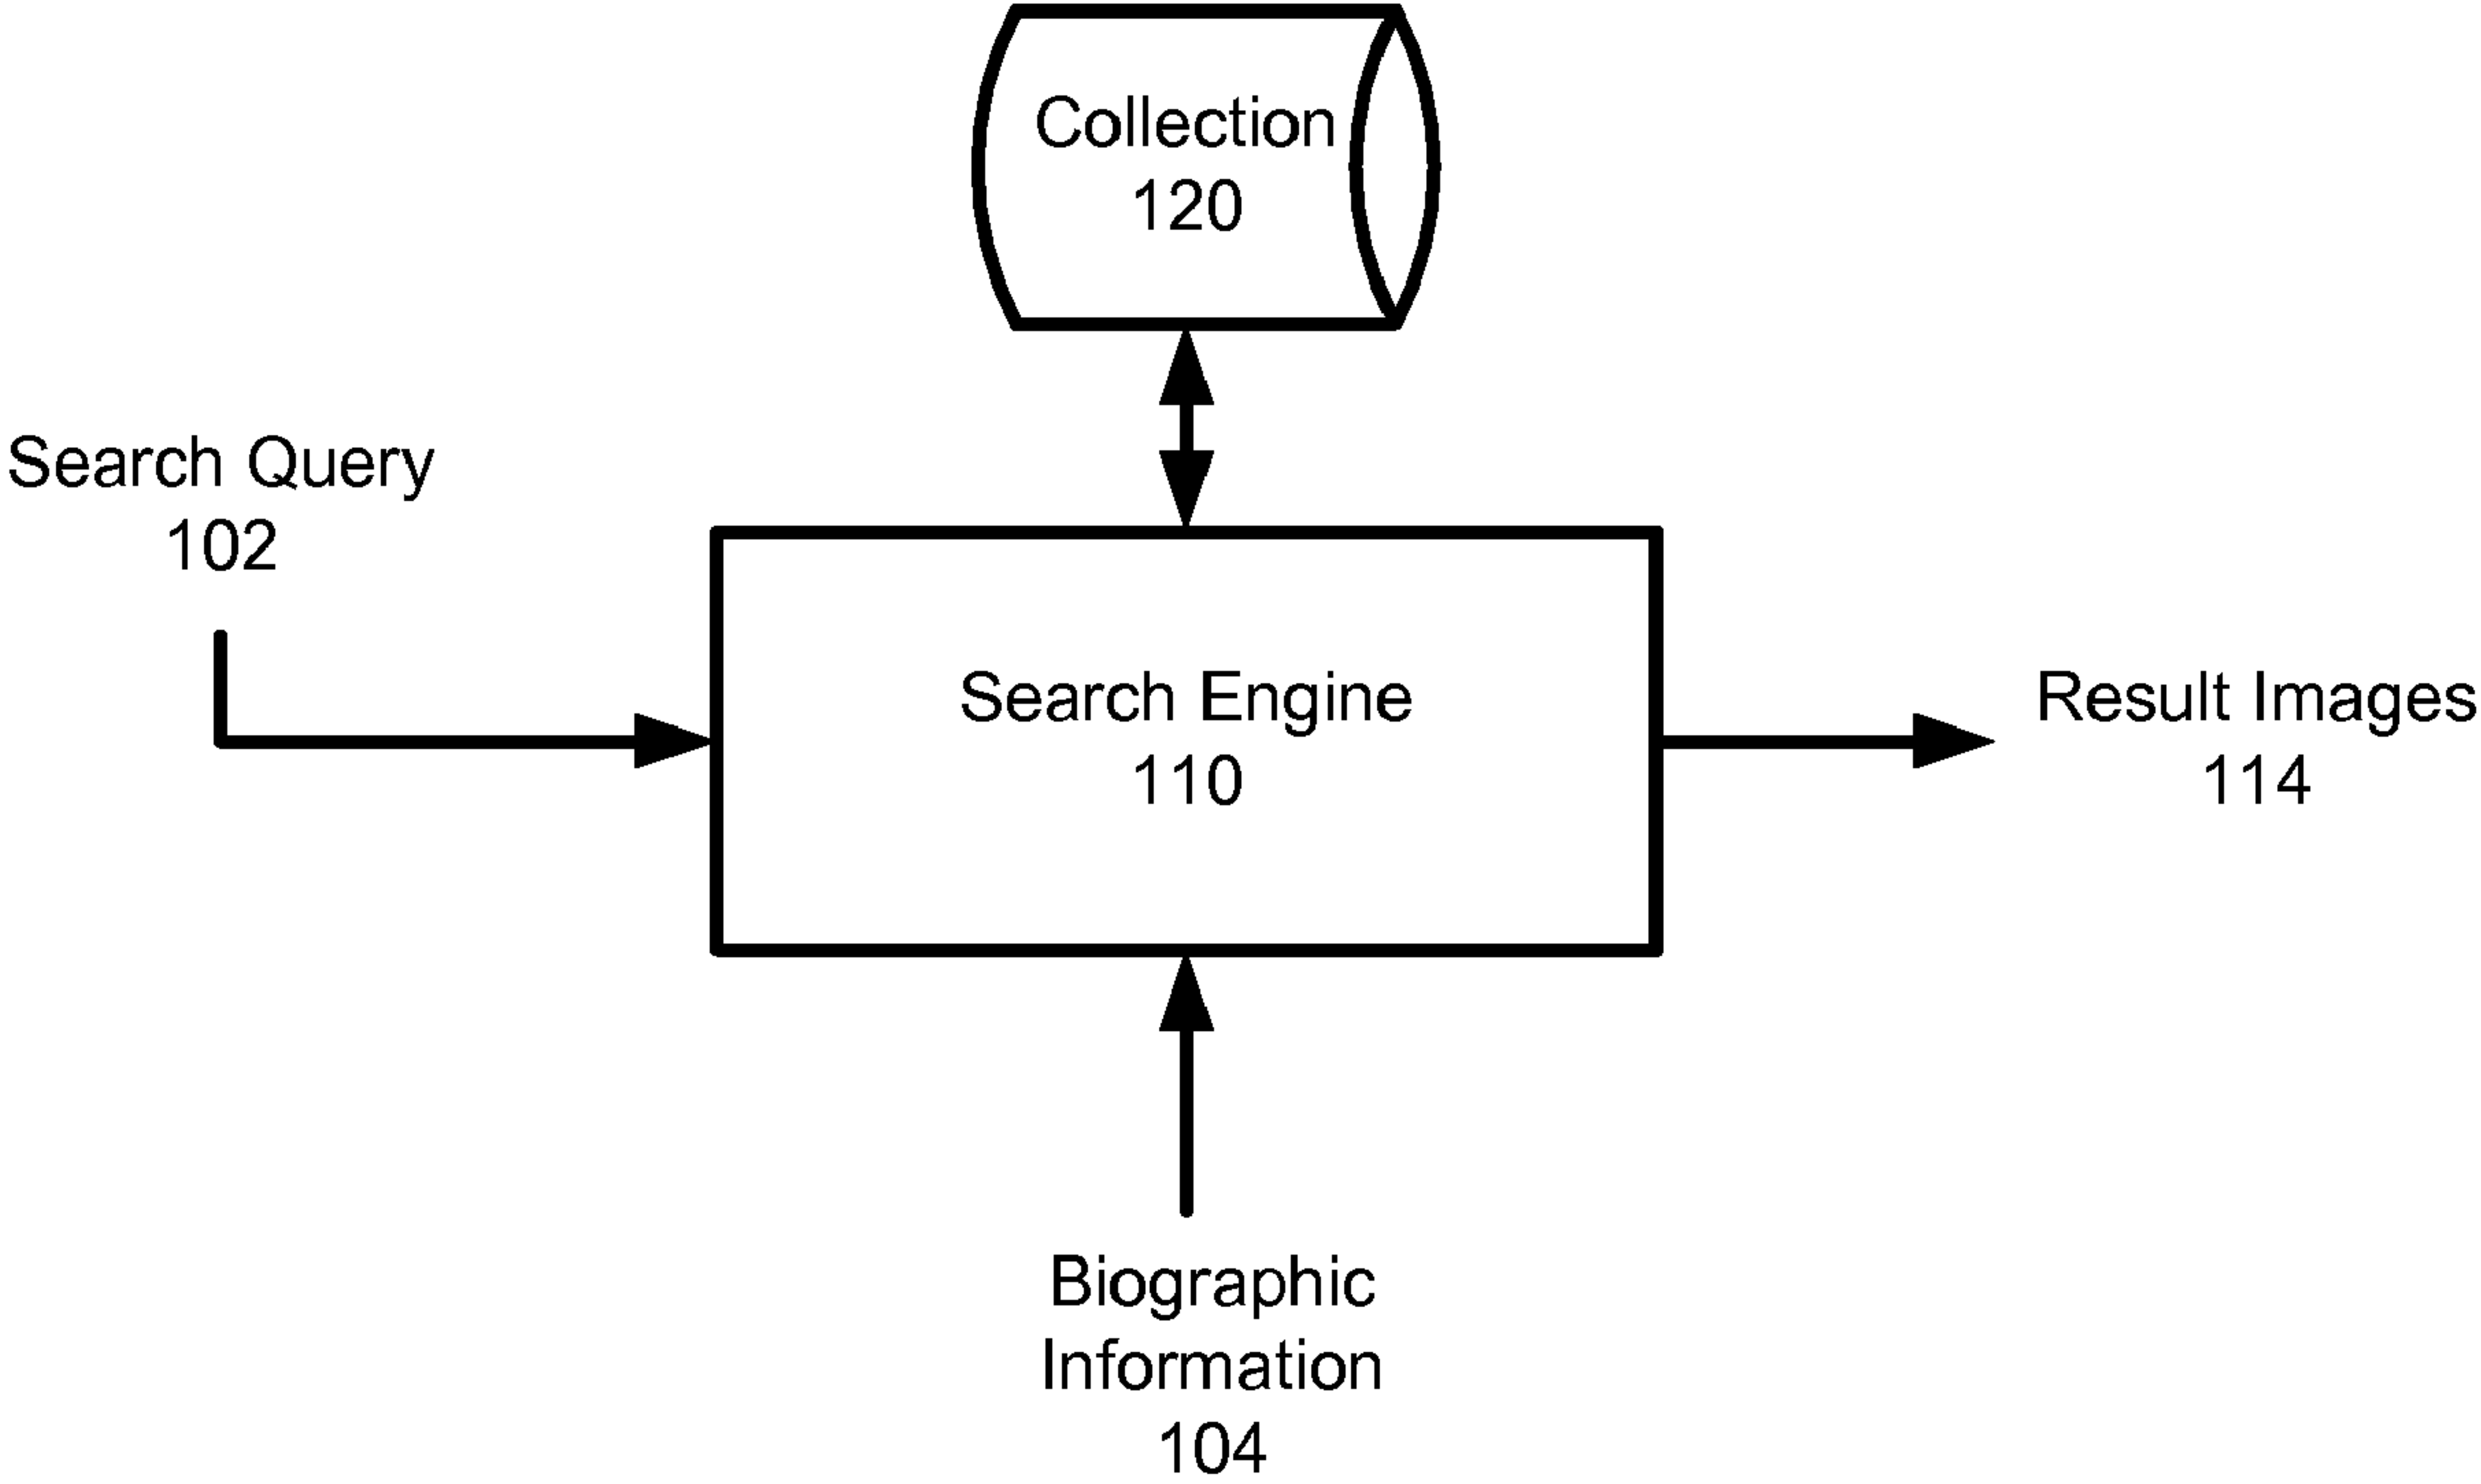 Collection
120
Search Query
102
Search Engine
110
Result Images
114
Biographic
Information
104